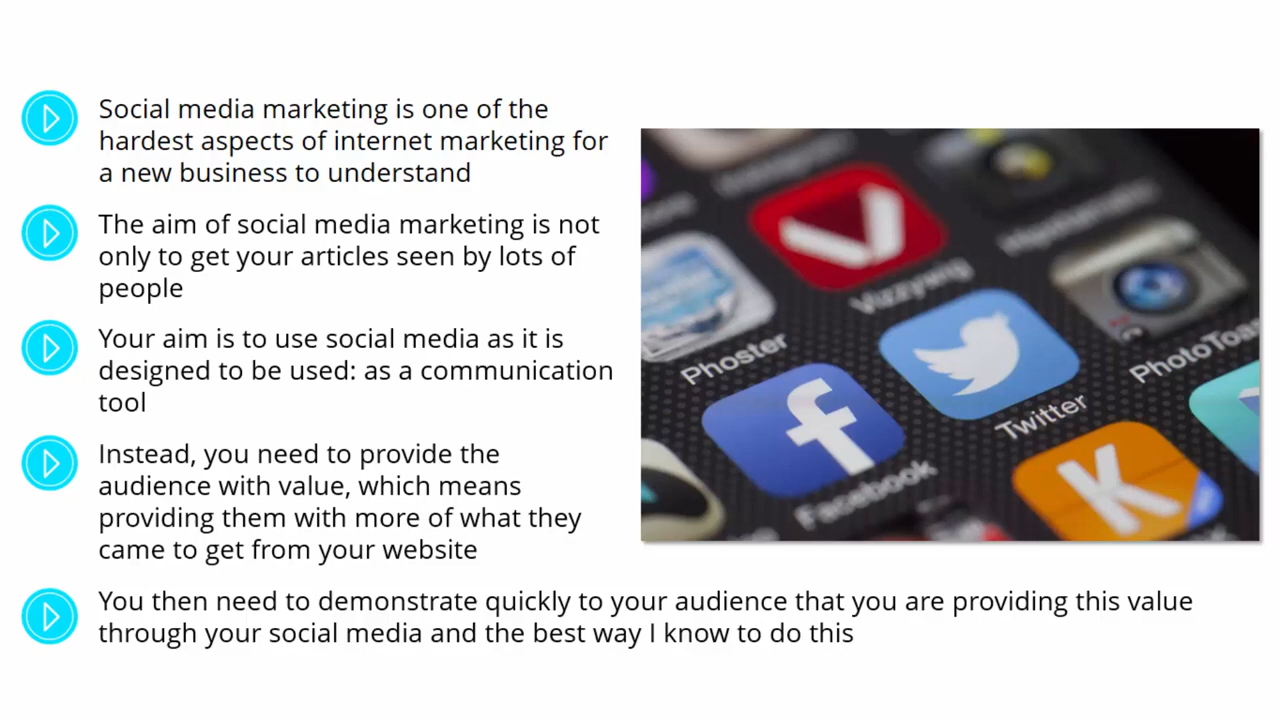 Social media marketing is one of the
hardest aspects of internet marketing for
a new business to understand
The aim of social media marketing is not
only to get your articles seen by lots of
people
Your aim is to use social media as it is
designed to be used: as a communication
tool
Instead, you need to provide the
audience with value, which means
providing them with more of what they
came to get from your website
You then need to demonstrate quickly to your audience that you are providing this value
through your social media and the best way I know to do this
Vizzywig
Phoster
Twitter
Facebook